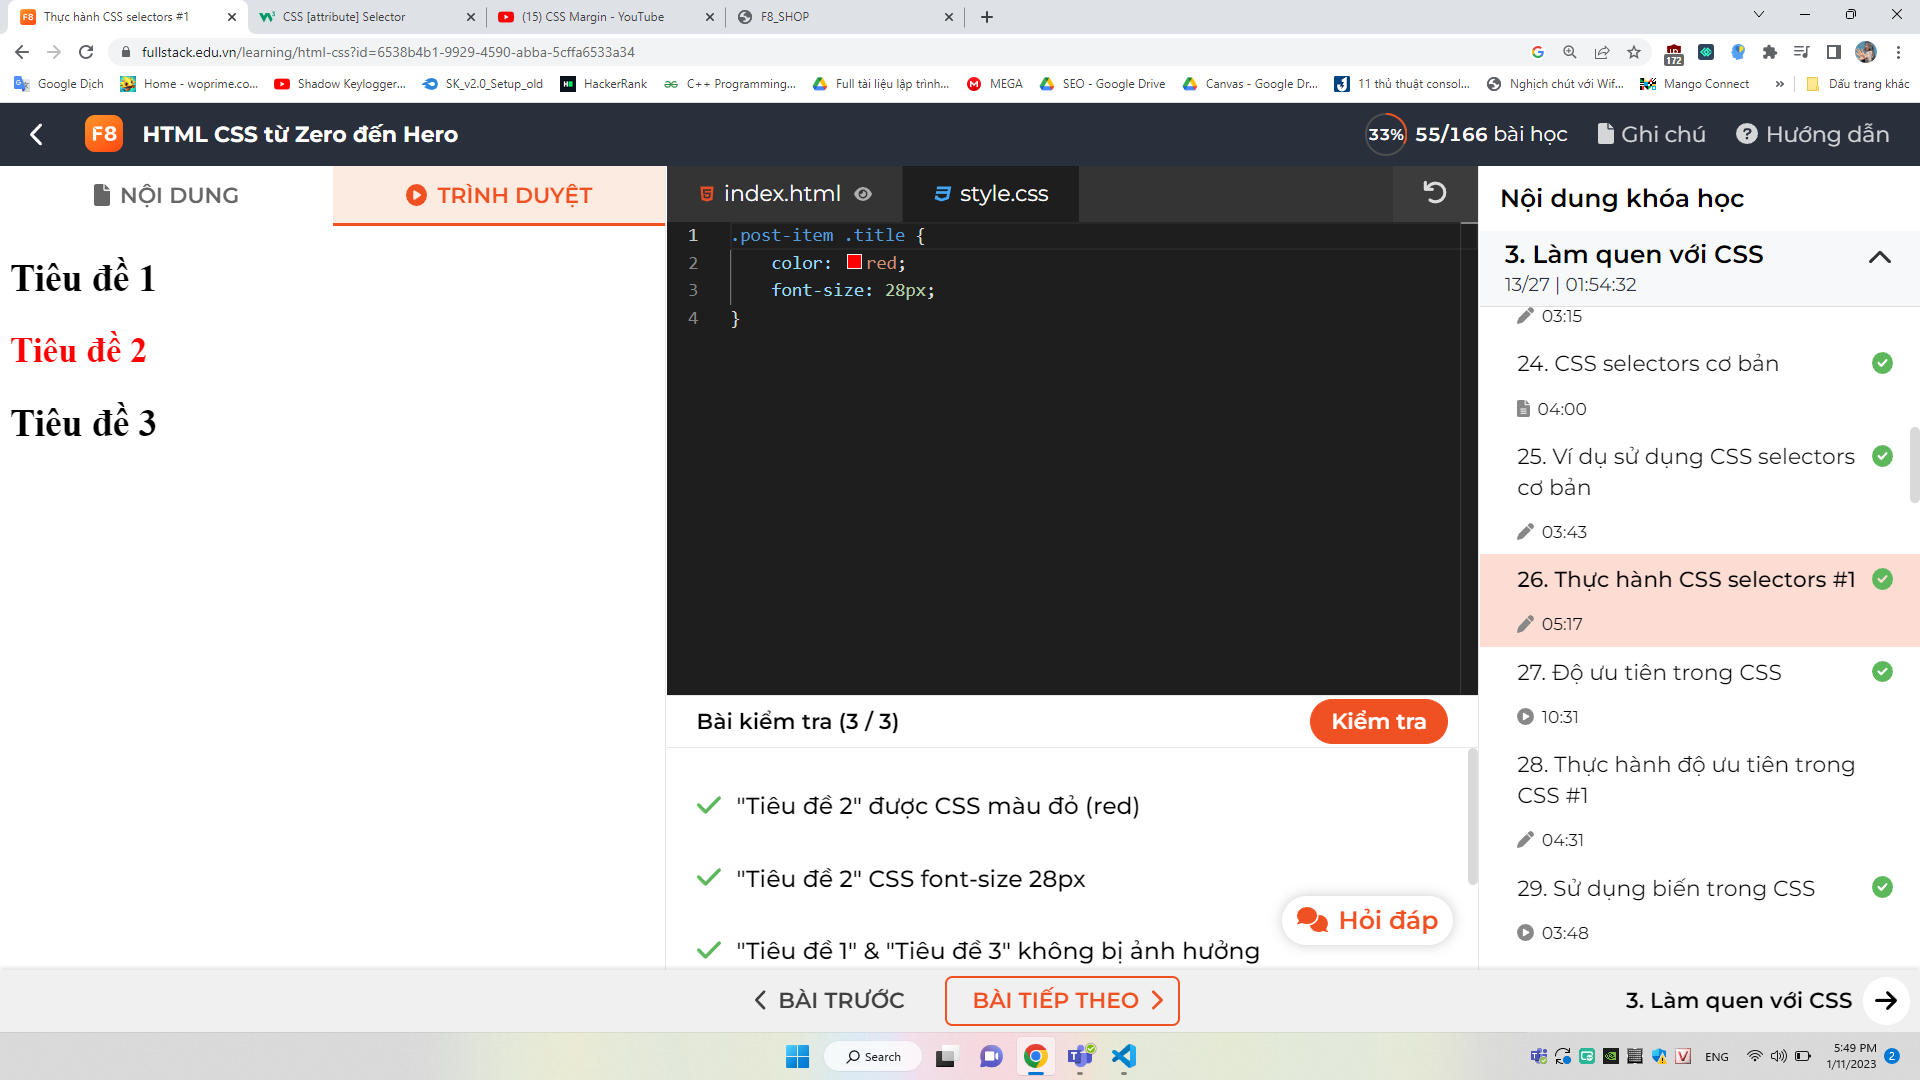 Thực hành CSS selectors #1
CSS [attribute] Selector
(15) CSS Margin - YouTube
F8_SHOP
fullstack.edu.vn/learning/html-css?id=6538b4b1-9929-4590-abba-5cffa6533a34
172
Google Dịch
Home - woprime.co...
Shadow Keylogger...
SK_v2.0_Setup_old
HackerRank
C++ Programming...
Full tài liệu lập trình...
MEGA
SEO - Google Drive
Canvas - Google Dr...
11 thủ thuật consol...
Nghịch chút với Wif...
Mango Connect
»
Dấu trang khác
F8
HTML CSS từ Zero đến Hero
33%
55/166 bài học
Ghi chú
Hướng dẫn
NỘI DUNG
TRÌNH DUYỆT
Tiêu đề 1
Tiêu đề 2
Tiêu đề 3
index.html
style.css
1 .post-item .title {
2 color: red;
3 font-size: 28px;
4 }
Bài kiểm tra (3 / 3)
Kiểm tra
"Tiêu đề 2" được CSS màu đỏ (red)
"Tiêu đề 2" CSS font-size 28px
"Tiêu đề 1" & "Tiêu đề 3" không bị ảnh hưởng
Hỏi đáp
Nội dung khóa học
3. Làm quen với CSS
13/27 | 01:54:32
03:15
24. CSS selectors cơ bản
04:00
25. Ví dụ sử dụng CSS selectors
cơ bản
03:43
26. Thực hành CSS selectors #1
05:17
27. Độ ưu tiên trong CSS
10:31
28. Thực hành độ ưu tiên trong
CSS #1
04:31
29. Sử dụng biến trong CSS
03:48
BÀI TRƯỚC
BÀI TIẾP THEO
3. Làm quen với CSS
Search
ENG
5:49 PM
1/11/2023
2